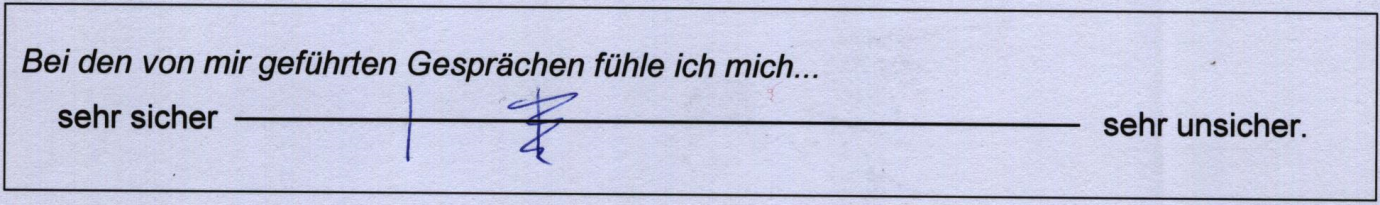 Bei den von mir geführten Gesprächen fühle ich mich...
sehr sicher sehr unsicher.